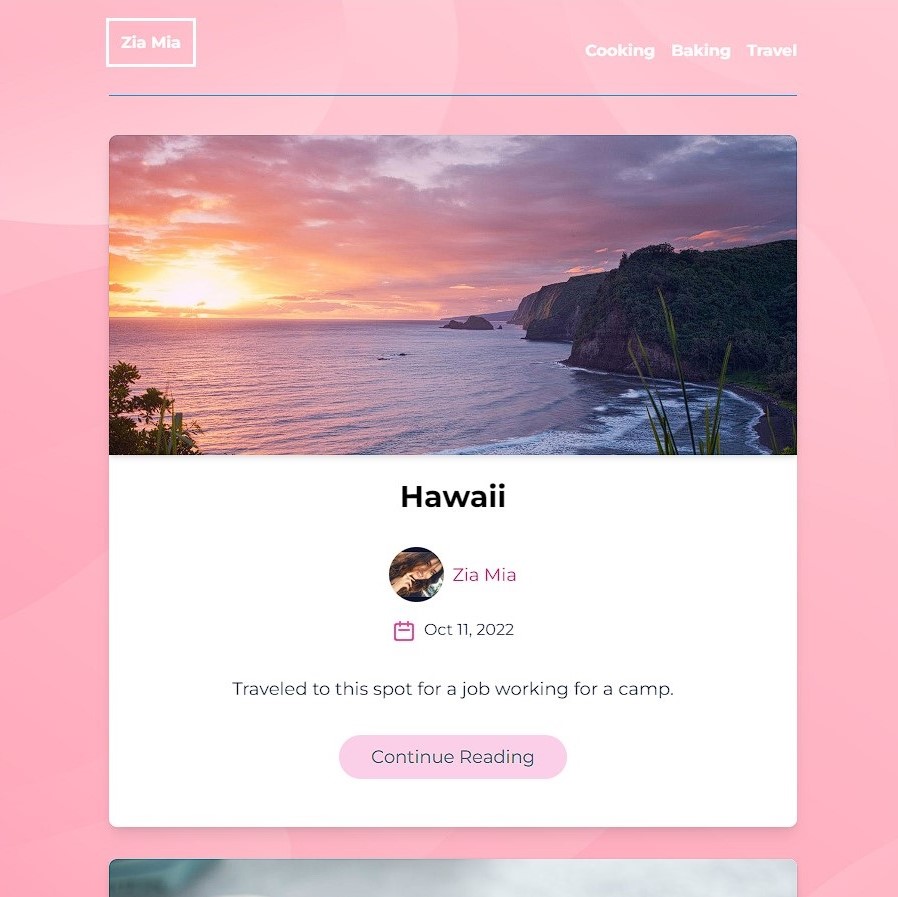 Zia Mia
Cooking Baking Travel
Hawaii
Zia Mia
Oct 11, 2022
Traveled to this spot for a job working for a camp.
Continue Reading